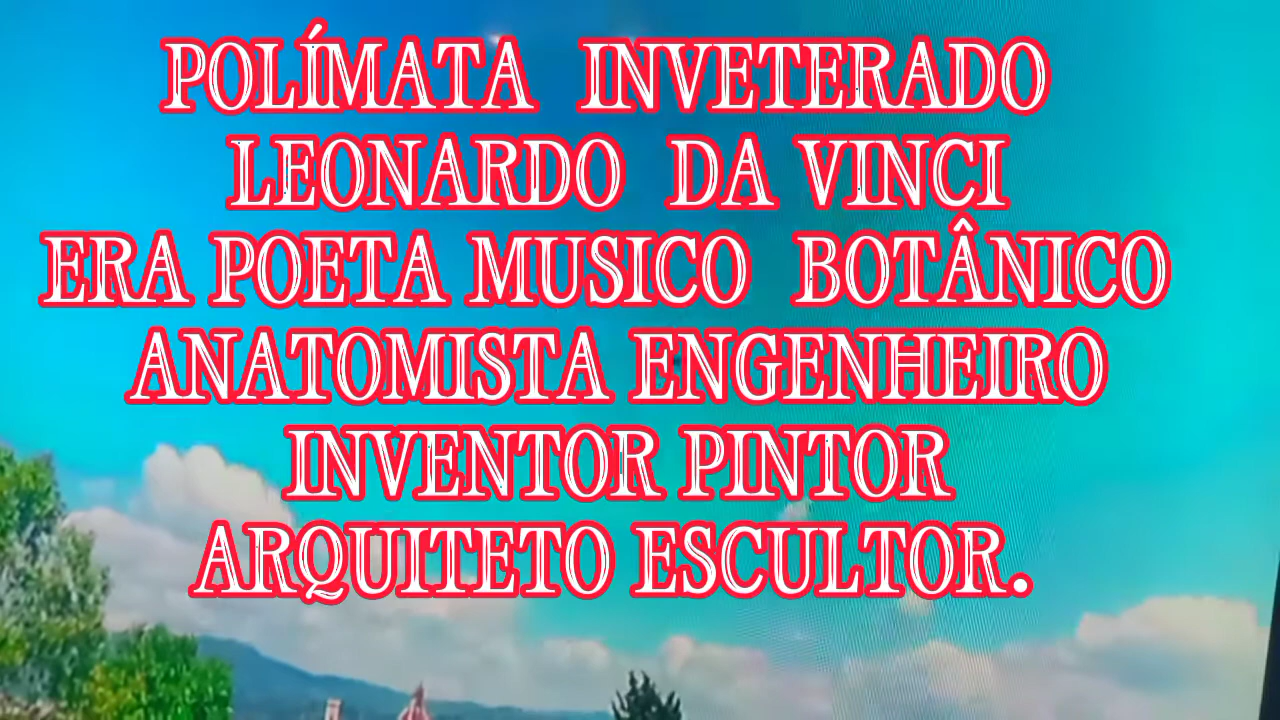 POLÍMATA INVETERADO
LEONARDO DA VINCI
ERA POETA MUSICO BOTÂNICO
ANATOMISTA ENGENHEIRO
INVENTOR PINTOR
ARQUITETO ESCULTOR.